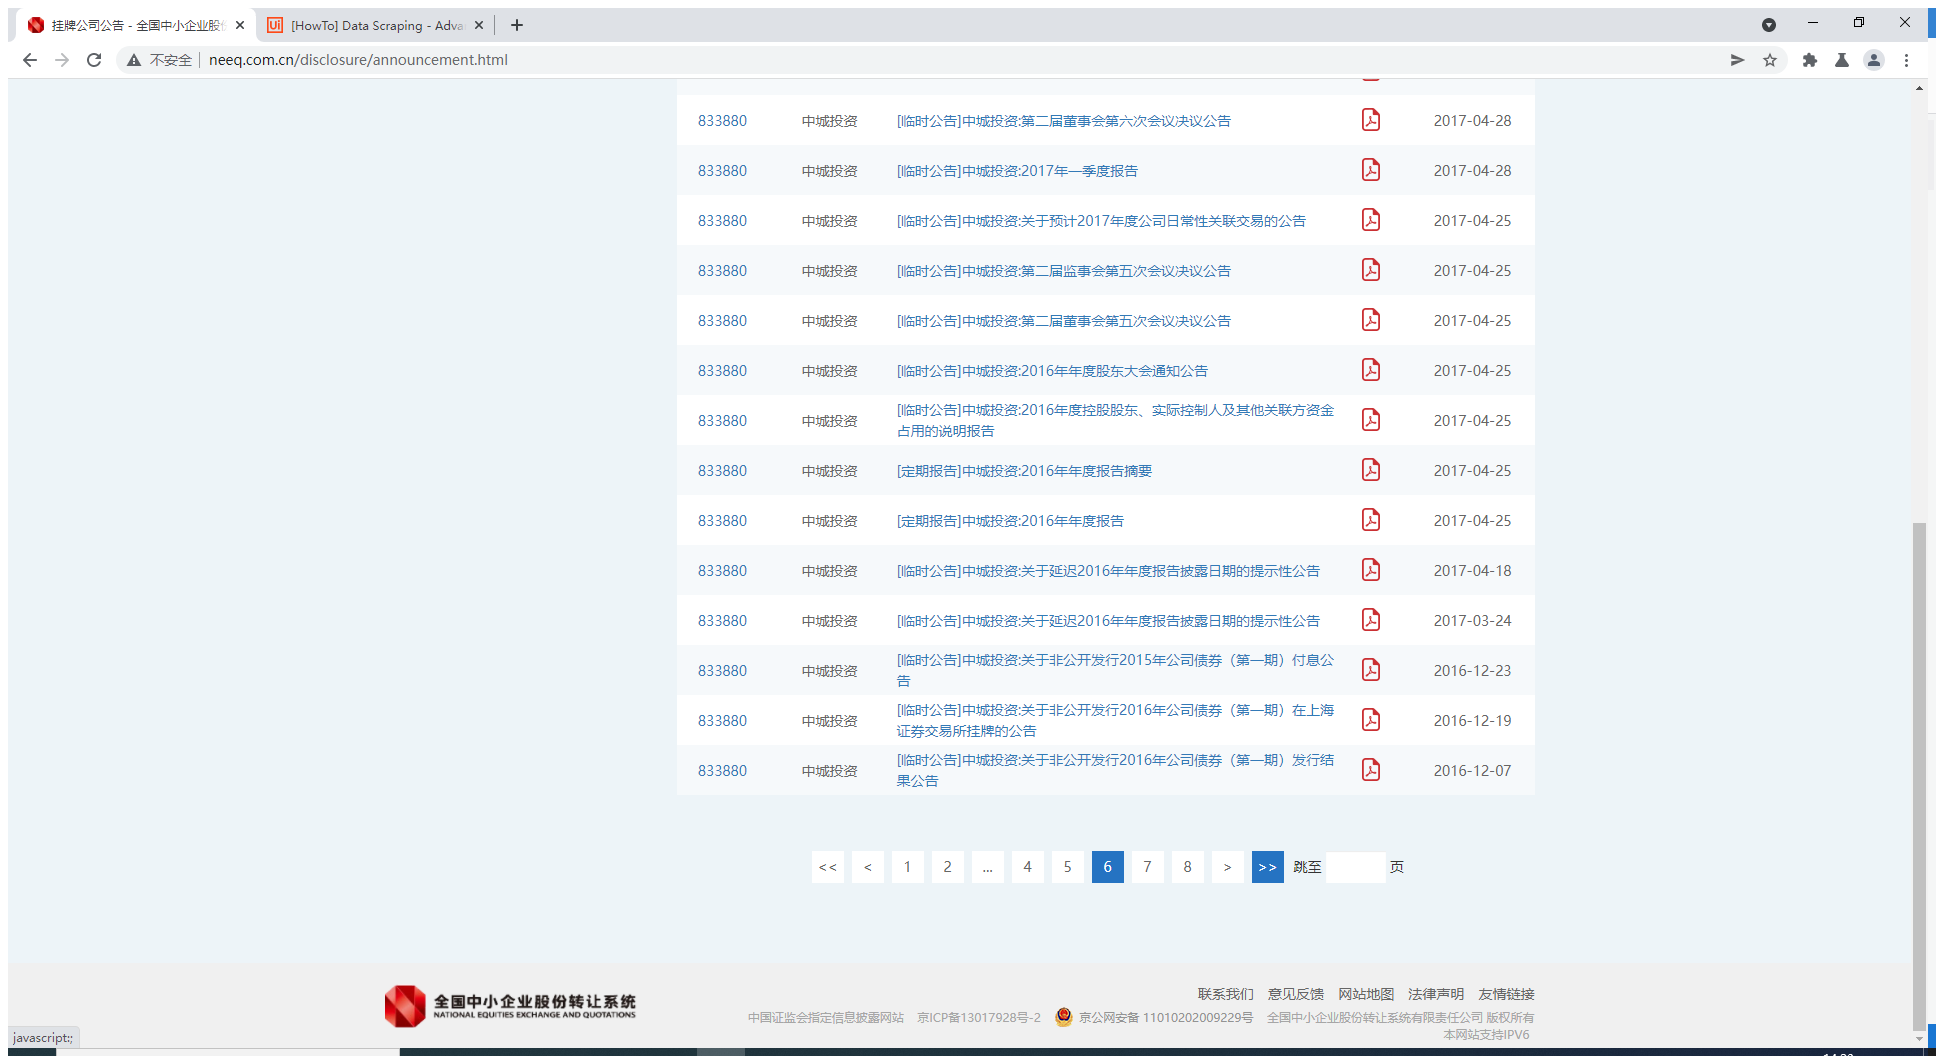 挂牌公司公告 - 全国中小企业股份
[HowTo] Data Scraping - Adva
不安全
neeq.com.cn/disclosure/announcement.html
833880 中城投资 [临时公告]中城投资:第二届董事会第六次会议决议公告 2017-04-28
833880 中城投资 [临时公告]中城投资:2017年一季度报告 2017-04-28
833880 中城投资 [临时公告]中城投资:关于预计2017年度公司日常性关联交易的公告 2017-04-25
833880 中城投资 [临时公告]中城投资:第二届监事会第五次会议决议公告 2017-04-25
833880 中城投资 [临时公告]中城投资:第二届董事会第五次会议决议公告 2017-04-25
833880 中城投资 [临时公告]中城投资:2016年年度股东大会通知公告 2017-04-25
833880 中城投资 [临时公告]中城投资:2016年度控股股东、实际控制人及其他关联方资金
占用的说明报告 2017-04-25
833880 中城投资 [定期报告]中城投资:2016年年度报告摘要 2017-04-25
833880 中城投资 [定期报告]中城投资:2016年年度报告 2017-04-25
833880 中城投资 [临时公告]中城投资:关于延迟2016年年度报告披露日期的提示性公告 2017-04-18
833880 中城投资 [临时公告]中城投资:关于延迟2016年年度报告披露日期的提示性公告 2017-03-24
833880 中城投资 [临时公告]中城投资:关于非公开发行2015年公司债券（第一期）付息公
告 2016-12-23
833880 中城投资 [临时公告]中城投资:关于非公开发行2016年公司债券（第一期）在上海
证券交易所挂牌的公告 2016-12-19
833880 中城投资 [临时公告]中城投资:关于非公开发行2016年公司债券（第一期）发行结
果公告 2016-12-07
<< < 1 2 ... 4 5 6 7 8 > >> 跳至 页
全国中小企业股份转让系统
NATIONAL EQUITIES EXCHANGE AND QUOTATIONS
联系我们 意见反馈 网站地图 法律声明 友情链接
中国证监会指定信息披露网站 京ICP备13017928号-2 京公网安备 11010202009229号 全国中小企业股份转让系统有限责任公司 版权所有
本网站支持IPV6
javascript:;